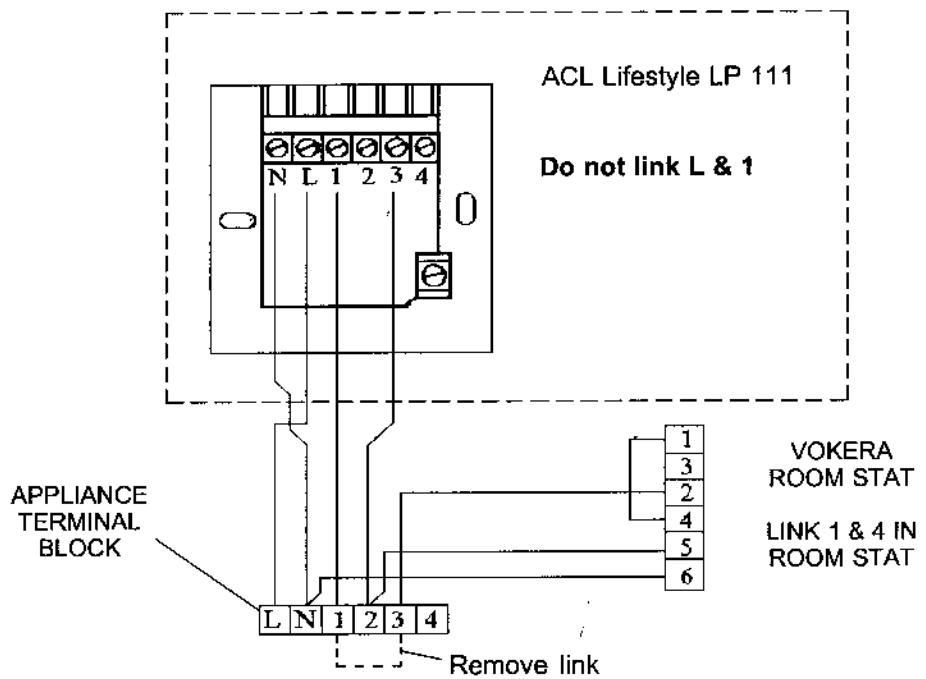 ACL Lifestyle LP 111
Do not link L & 1
N L 1 2 3 4
1
3
2
4
5
6
VOKERA
ROOM STAT
LINK 1 & 4 IN
ROOM STAT
APPLIANCE
TERMINAL
BLOCK
L N 1 2 3 4
Remove link